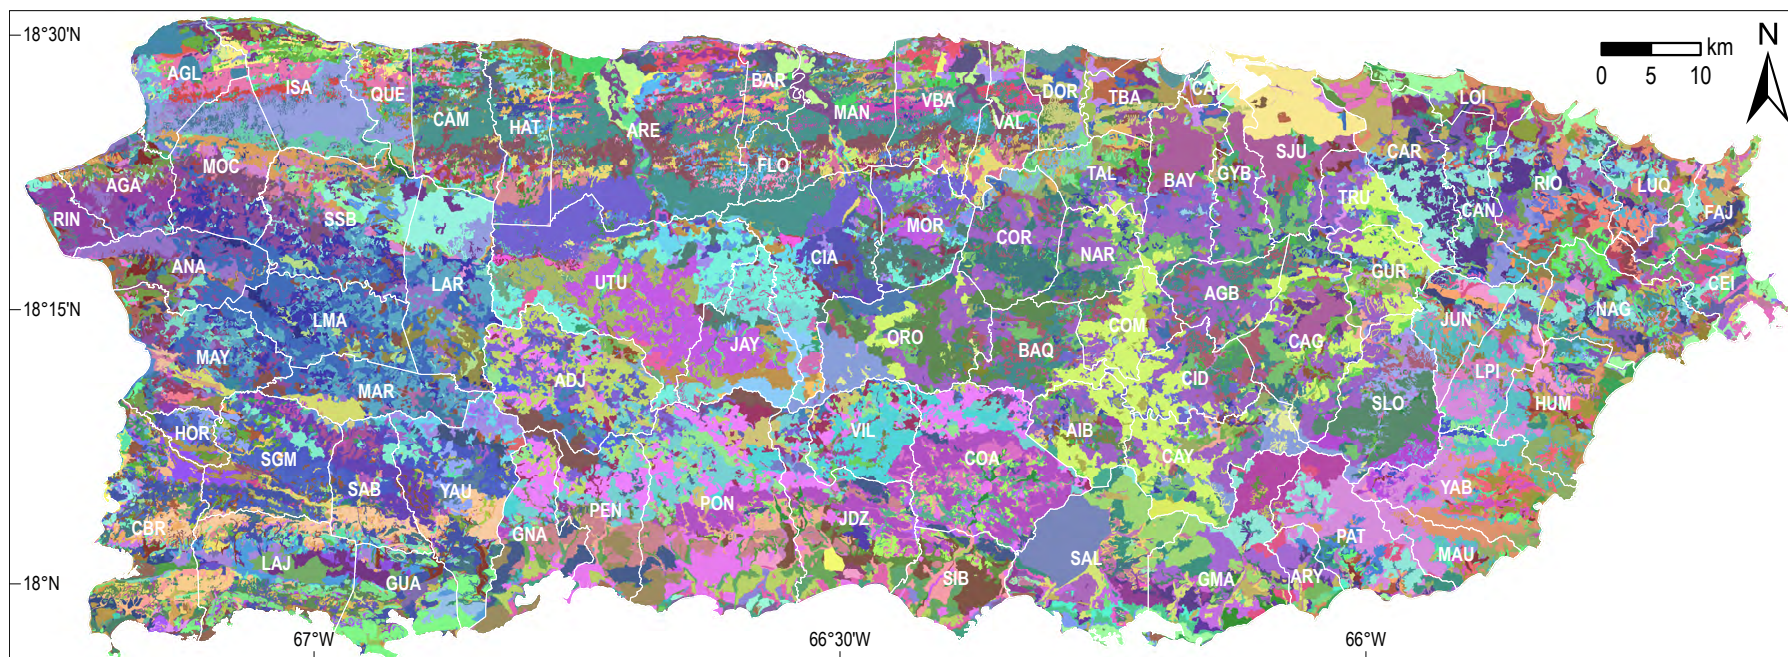 18°30'N
N
km
0 5 10
AGL
ISA
QUE
CAM
HAT
ARE
BAR
MAN
VBA
VAL
DOR
TBA
CAT
LOI
FLO
MOC
AGA
RIN
SSB
TAL
BAY
GYB
SJU
TRU
CAR
CAN
RIO
LUQ
FAJ
ANA
LAR
UTU
CIA
MOR
COR
NAR
GUR
CEI
18°15'N
LMA
AGB
JUN
NAG
MAY
JAY
ORO
BAQ
COM
CAG
LPI
MAR
ADJ
CID
SLO
HUM
HOR
SGM
VIL
AIB
CAY
COA
SAB
YAU
YAB
CBR
GNA
PEN
PON
JDZ
PAT
MAU
18°N
LAJ
GUA
SIB
SAL
GMA
ARY
67°W
66°30'W
66°W